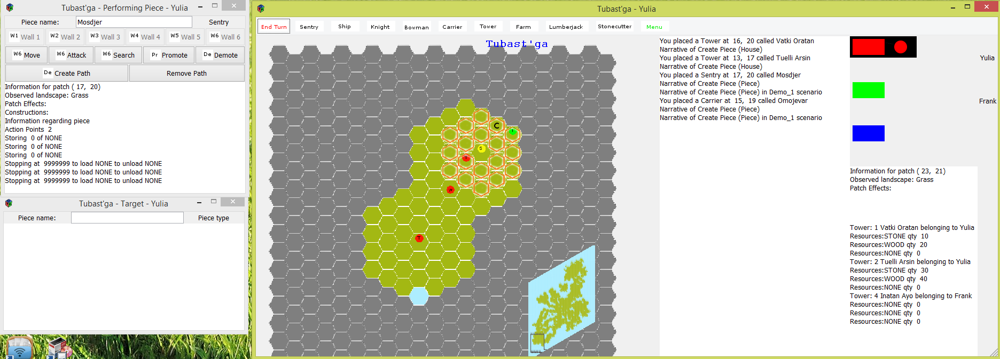 Tubast'ga - Performing Piece - Yulia
Piece name: Mosdjer Sentry
W1 Wall 1 W2 Wall 2 W3 Wall 3 W4 Wall 4 W5 Wall 5 W6 Wall 6
W6 Move W6 Attack W6 Search Pr Promote De Demote
De Create Path Remove Path
Information for patch ( 17, 20)
Observed landscape: Grass
Patch Effects:
Constructions:
Information regarding piece
Action Points 2
Storing 0 of NONE
Storing 0 of NONE
Storing 0 of NONE
Stopping at 9999999 to load NONE to unload NONE
Stopping at 9999999 to load NONE to unload NONE
Stopping at 9999999 to load NONE to unload NONE
Tubast'ga - Target - Yulia
Piece name: Piece type
Tubast'ga - Yulia
End Turn Sentry Ship Knight Bowman Carrier Tower Farm Lumberjack Stonecutter Menu
Tubast'ga
C
S
T
W
T
You placed a Tower at 16, 20 called Vatki Oratan
Narrative of Create Piece (House)
You placed a Tower at 13, 17 called Tuelli Arsin
Narrative of Create Piece (House)
You placed a Sentry at 17, 20 called Mosdjer
Narrative of Create Piece (Piece)
Narrative of Create Piece (Piece) in Demo_1 scenario
You placed a Carrier at 15, 19 called Omojevar
Narrative of Create Piece (Piece)
Narrative of Create Piece (Piece) in Demo_1 scenario
Yulia
Frank
Information for patch ( 23, 21)
Observed landscape: Grass
Patch Effects:
Tower: 1 Vatki Oratan belonging to Yulia
Resources:STONE qty 10
Resources:WOOD qty 20
Resources:NONE qty 0
Tower: 2 Tuelli Arsin belonging to Yulia
Resources:STONE qty 30
Resources:WOOD qty 40
Resources:NONE qty 0
Tower: 4 Inatan Ayo belonging to Frank
Resources:NONE qty 0
Resources:NONE qty 0
Resources:NONE qty 0